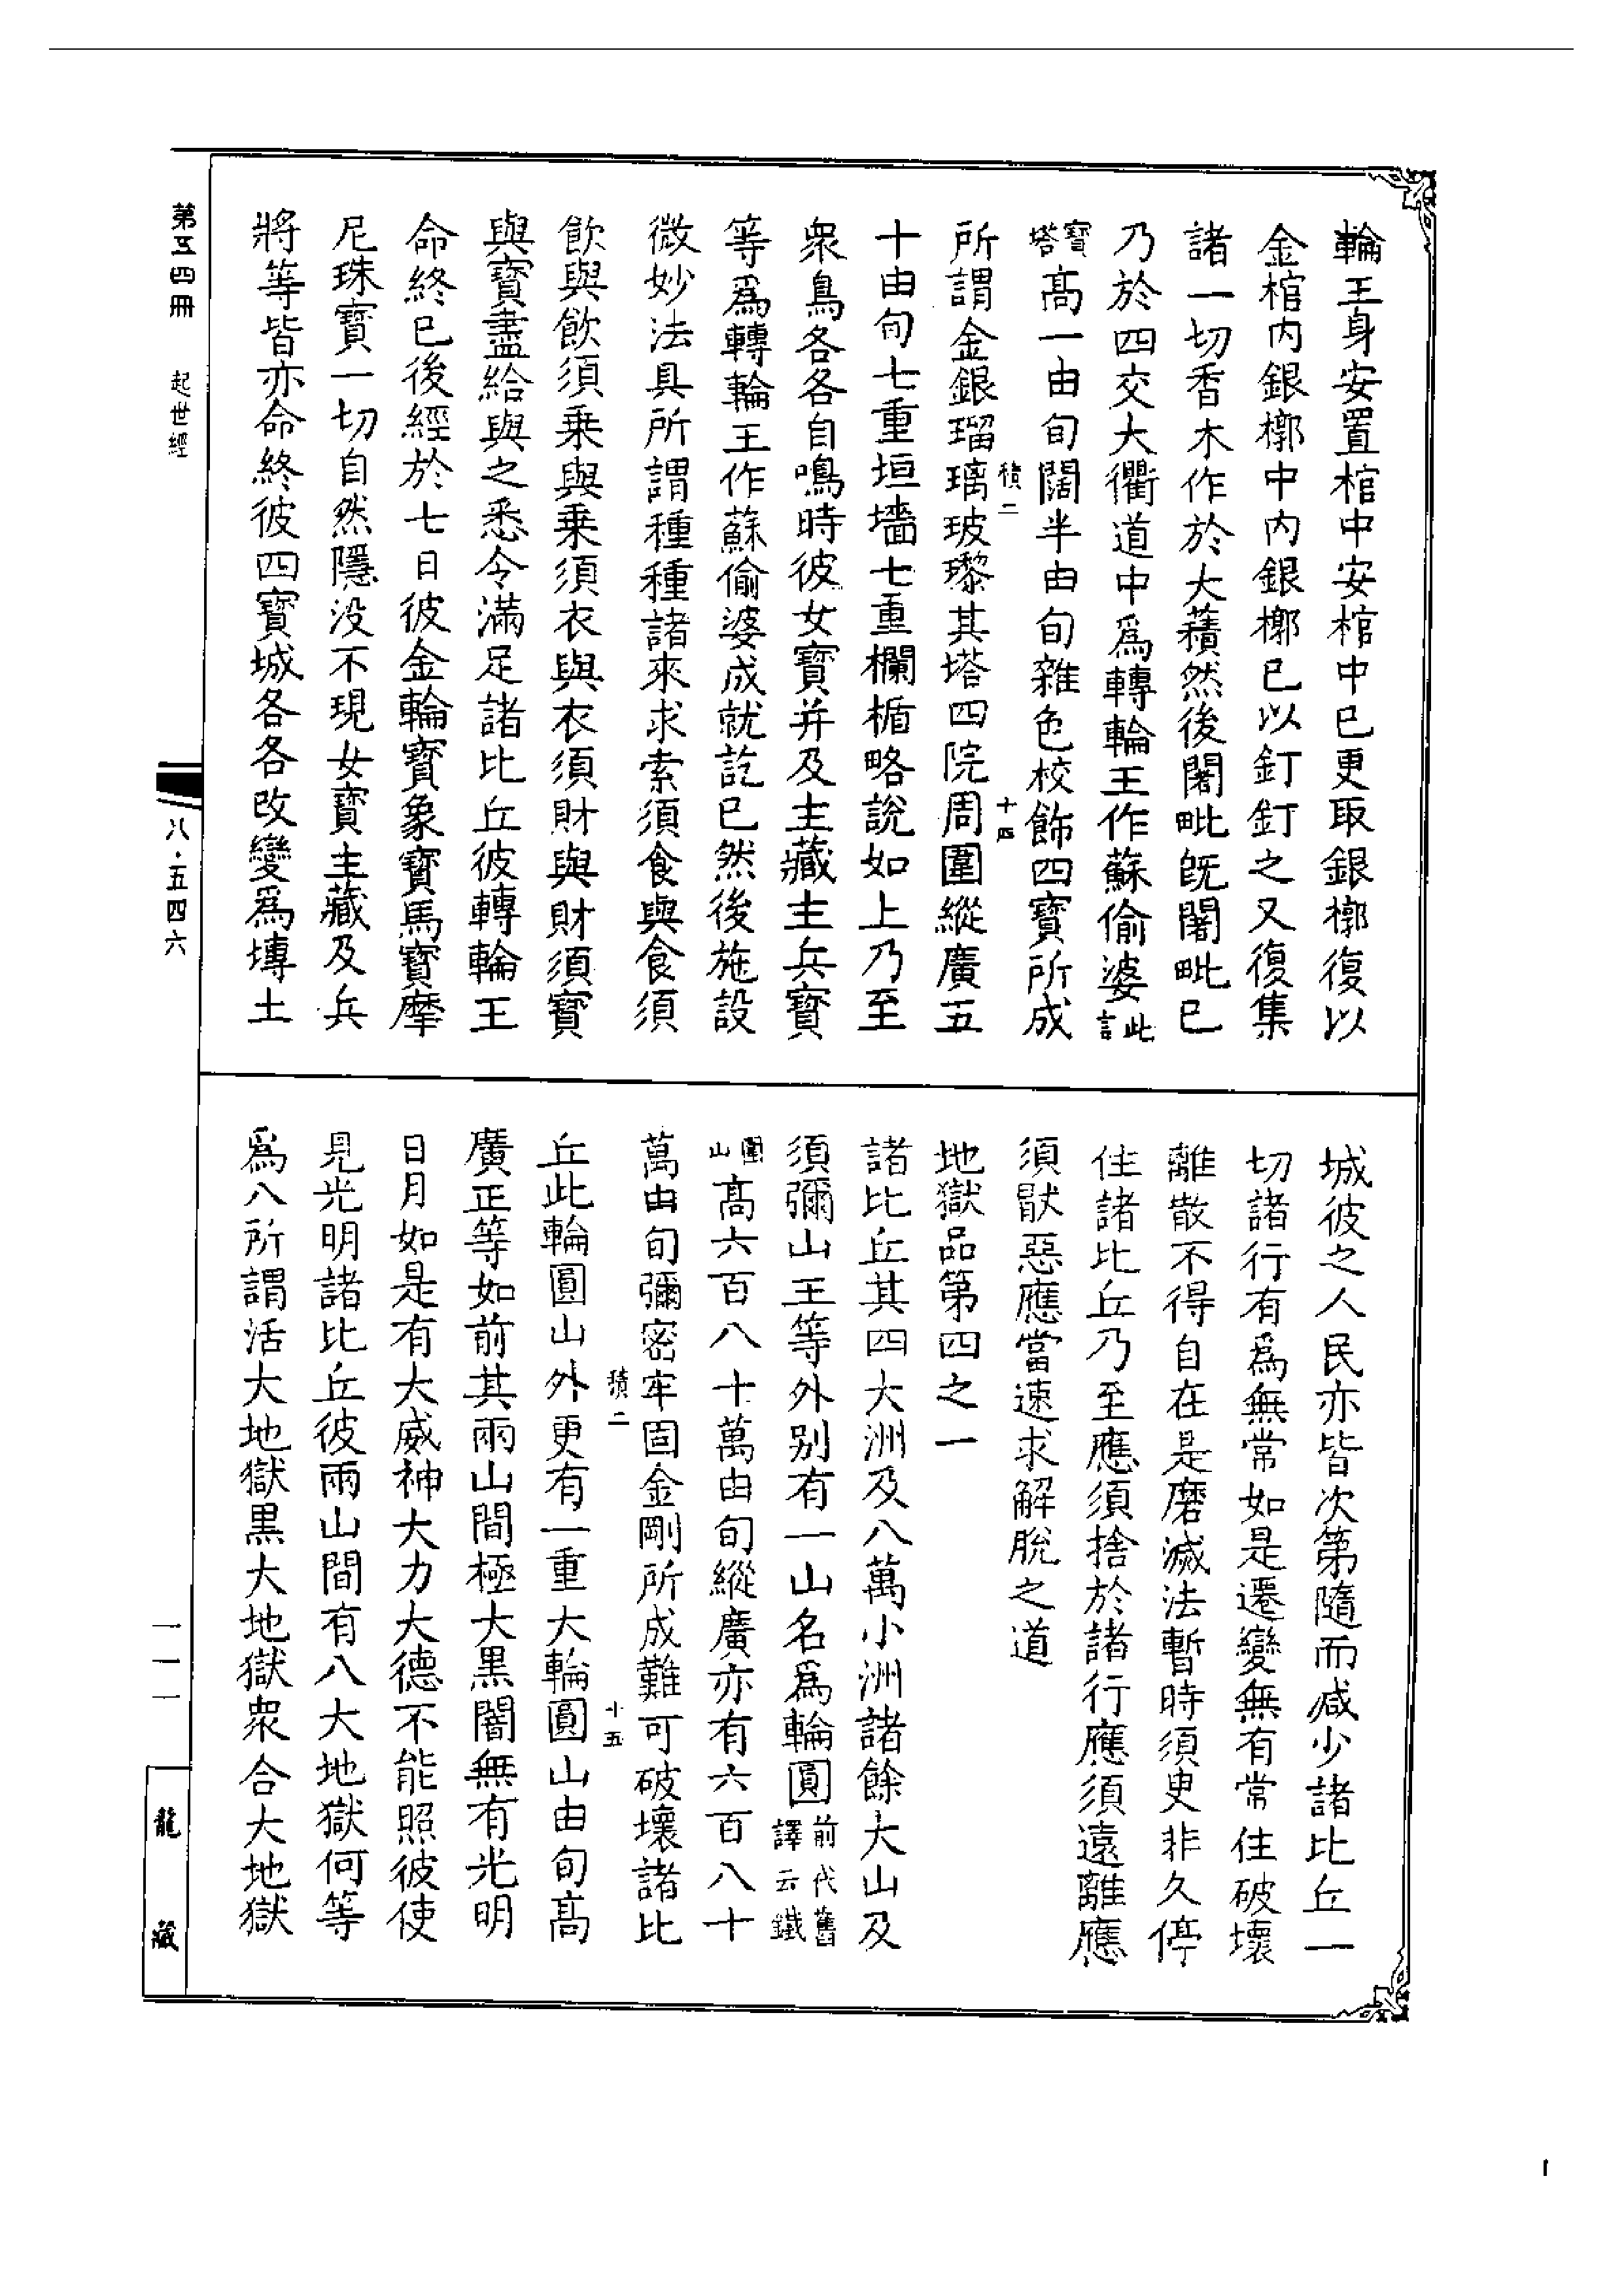 輪王身安置棺中安棺中已更取銀槨復以
金棺內銀槨中內銀槨已以釘釘之又復集
諸一切香木作於大𧂐然後闍毗既闍毗已
乃於四交大衢道中爲轉輪王作蘇偷婆此言
寶塔高一由旬闊半由旬雜色校飾四寶所成
積二
十四
所謂金銀瑠璃玻瓈其塔四院周圍縱廣五
十由旬七重垣墻七重欄楯略說如上乃至
衆鳥各各自鳴時彼女寶并及主藏主兵寶
等爲轉輪王作蘇偷婆成就訖已然後施設
微妙法具所謂種種諸來求索須食與食須
飲與飲須乗與乗須衣與衣須財與財須寶
與寶盡給與之悉令滿足諸比丘彼轉輪王
命終已後經於七日彼金輪寶象寶馬寶摩
尼珠寶一切自然隱没不現女寶主藏及兵
將等皆亦命終彼四寶城各各改變爲塼土
城彼之人民亦皆次第隨而減少諸比丘一
切諸行有爲無常如是遷變無有常住破壞
離散不得自在是磨滅法暫時須臾非久停
住諸比丘乃至應須捨於諸行應須遠離應
須猒惡應當速求解脫之道
地獄品第四之一
諸比丘其四大洲及八萬小洲諸餘大山及
須彌山王等外別有一山名爲輪圓前代舊譯云鐵
圍山高六百八十萬由旬縱廣亦有六百八十
萬由旬彌密牢固金剛所成難可破壞諸比
積二
十五
丘此輪圓山外更有一重大輪圓山由旬高
廣正等如前其兩山間極大黒闇無有光明
日月如是有大威神大力大德不能照彼使
見光明諸比丘彼兩山間有八大地獄何等
爲八所謂活大地獄黒大地獄衆合大地獄
第五四冊
起世經
八·五四六
一一一
龍藏